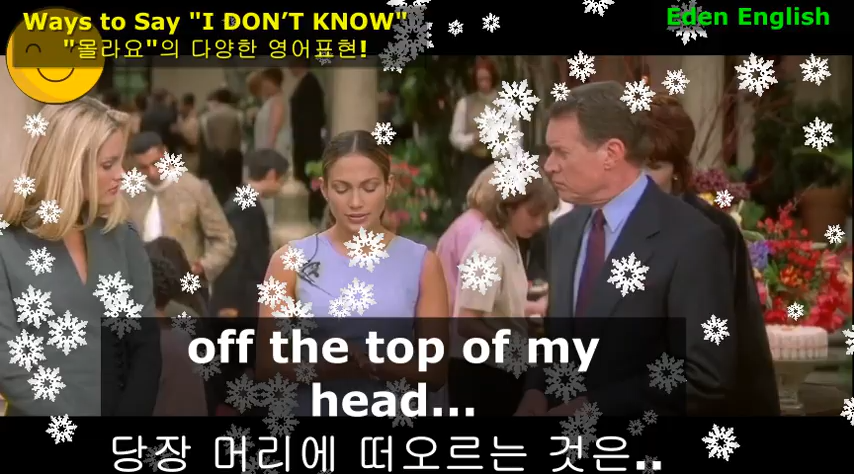 Ways to Say "I DON’T KNOW"
"몰라요"의 다양한 영어표현!
Eden English
off the top of my
head...
당장 머리에 떠오르는 것은..